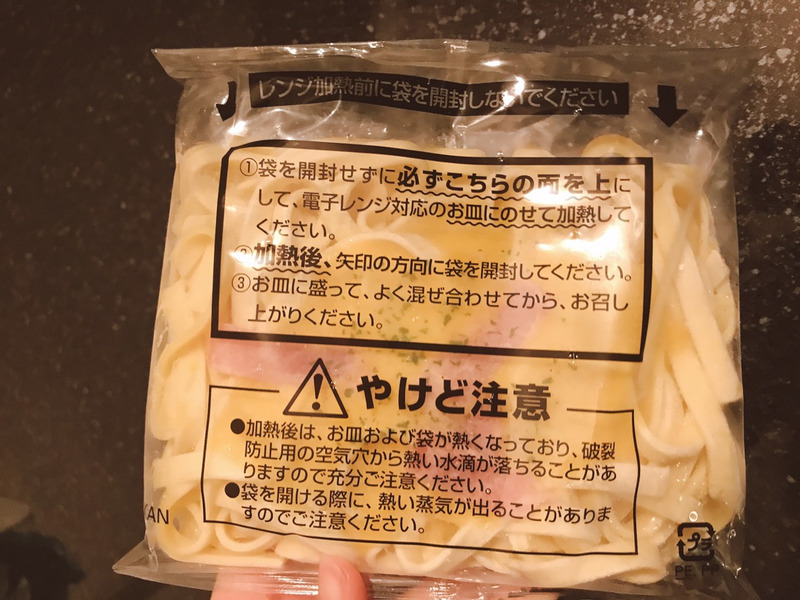 レンジ加熱前に袋を開封しないでください
①袋を開封せずに必ずこちらの面を上に
して、電子レンジ対応のお皿にのせて加熱して
ください。
②加熱後、矢印の方向に袋を開封してください。
③お皿に盛って、よく混ぜ合わせてから、お召し
上がりください。
やけど注意
●加熱後は、お皿および袋が熱くなっており、破裂
防止用の空気穴から熱い水滴が落ちることがあ
りますので充分ご注意ください。
●袋を開ける際に、熱い蒸気が出ることがありま
すのでご注意ください。
AN
プラ
PE PP